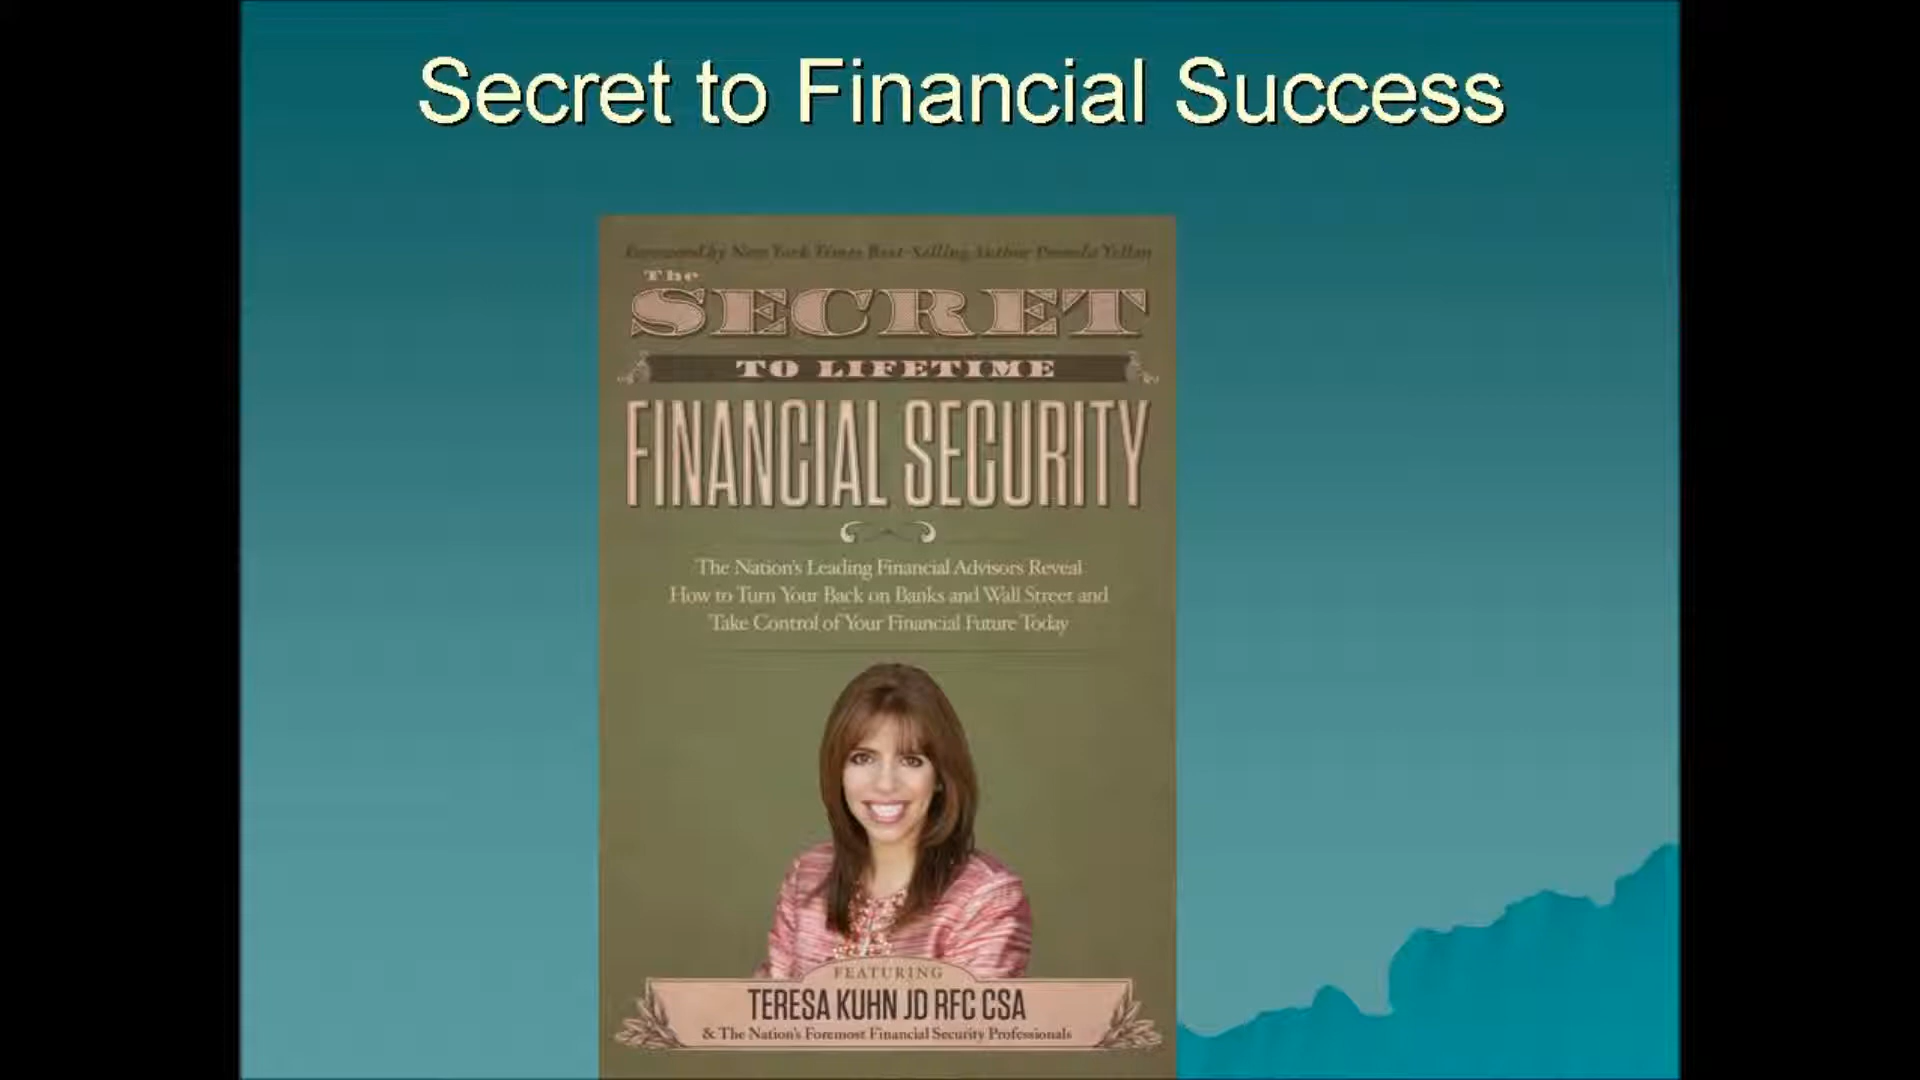 Secret to Financial Success
Foreword by New York Times Best-Selling Author Pamela Yellen
The
SECRET
TO LIFETIME
FINANCIAL SECURITY
The Nation's Leading Financial Advisors Reveal
How to Turn Your Back on Banks and Wall Street and
Take Control of Your Financial Future Today
FEATURING
TERESA KUHN JD RFC CSA
& The Nation's Foremost Financial Security Professionals